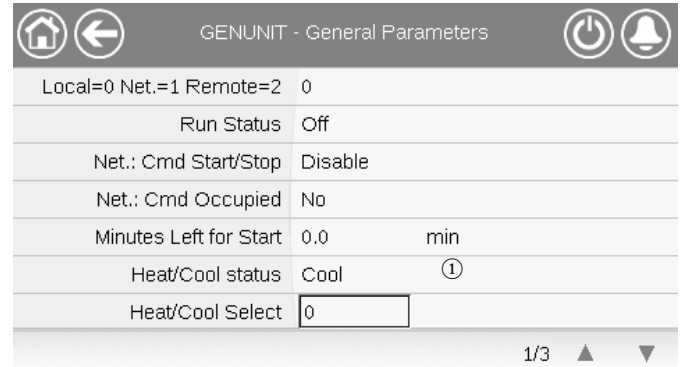 GENUNIT - General Parameters
Local=0 Net.=1 Remote=2 0
Run Status Off
Net.: Cmd Start/Stop Disable
Net.: Cmd Occupied No
Minutes Left for Start 0.0 min
Heat/Cool status Cool ①
Heat/Cool Select 0
1/3 ▲ ▼